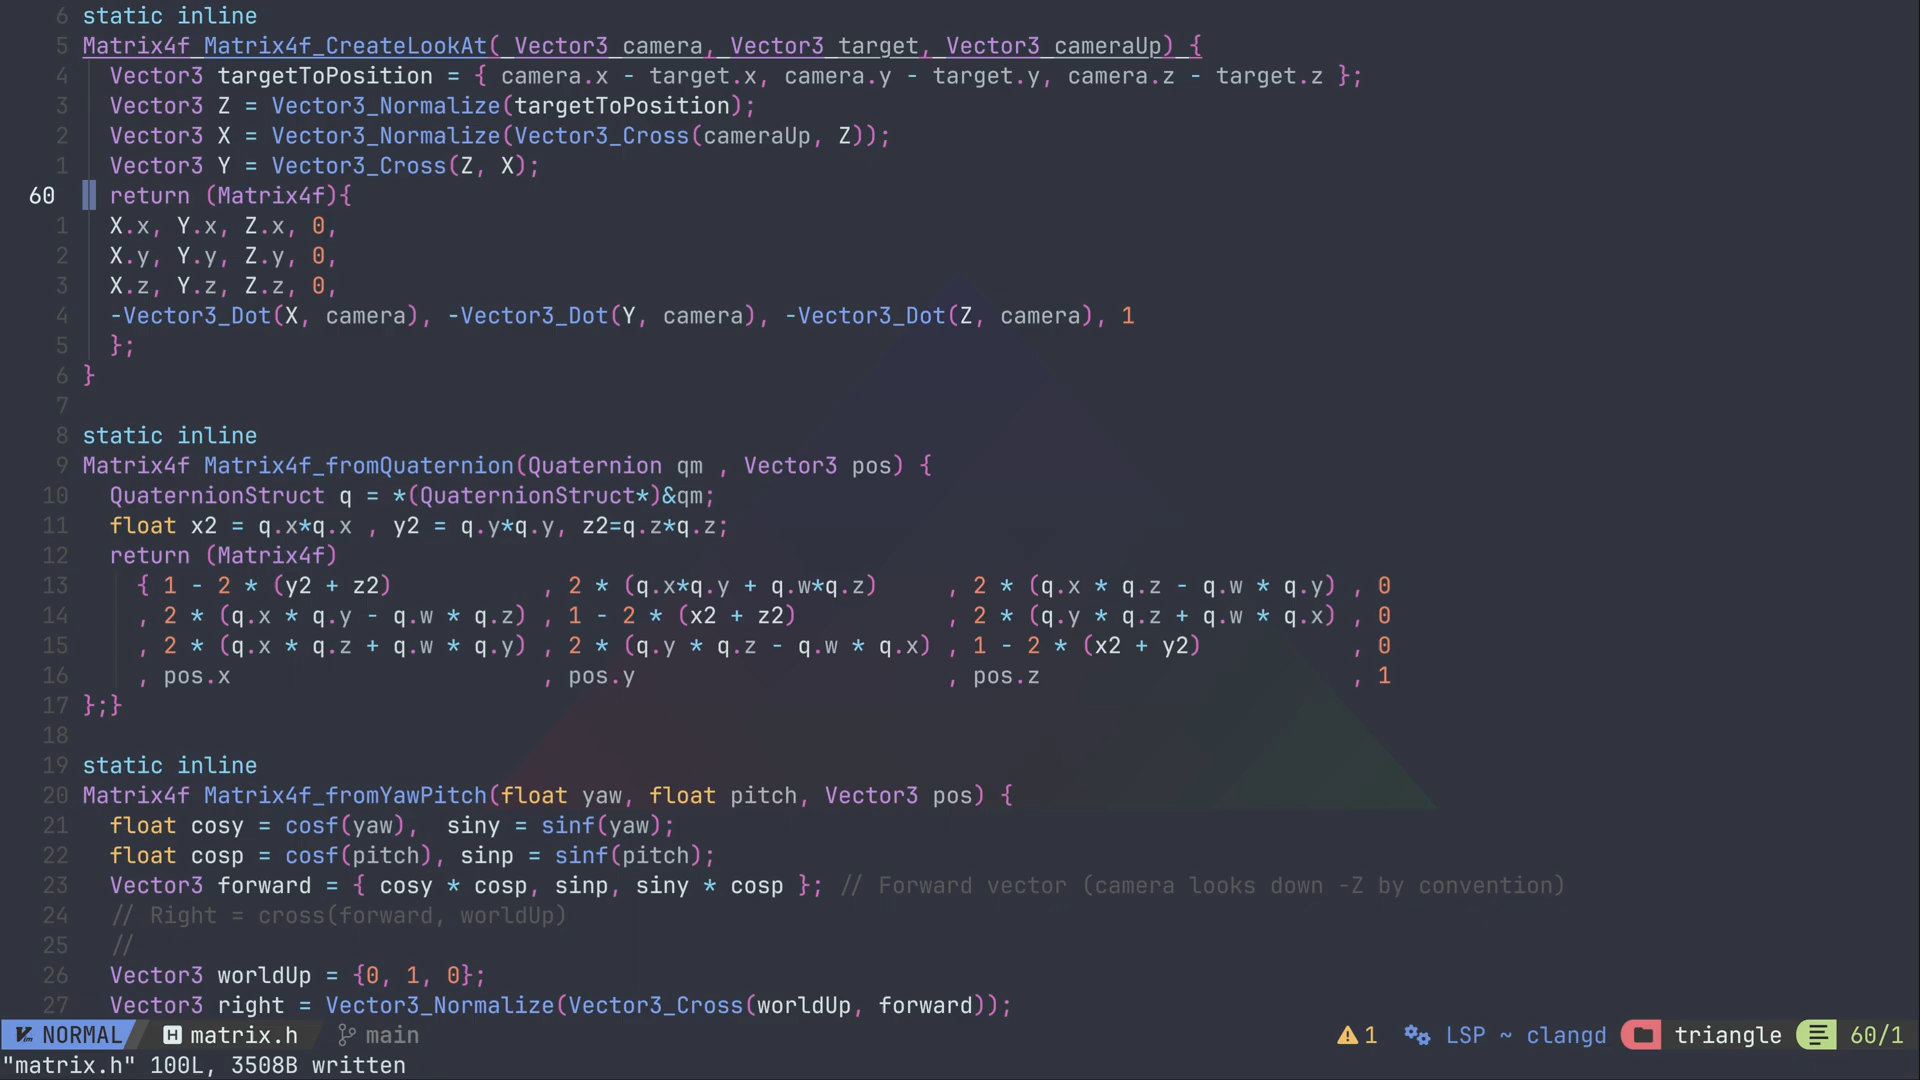 6 static inline
5 Matrix4f Matrix4f_CreateLookAt( Vector3 camera, Vector3 target, Vector3 cameraUp) {
4   Vector3 targetToPosition = { camera.x - target.x, camera.y - target.y, camera.z - target.z };
3   Vector3 Z = Vector3_Normalize(targetToPosition);
2   Vector3 X = Vector3_Normalize(Vector3_Cross(cameraUp, Z));
1   Vector3 Y = Vector3_Cross(Z, X);
60   return (Matrix4f){
1   X.x, Y.x, Z.x, 0,
2   X.y, Y.y, Z.y, 0,
3   X.z, Y.z, Z.z, 0,
4   -Vector3_Dot(X, camera), -Vector3_Dot(Y, camera), -Vector3_Dot(Z, camera), 1
5   };
6 }
7
8 static inline
9 Matrix4f Matrix4f_fromQuaternion(Quaternion qm , Vector3 pos) {
10   QuaternionStruct q = *(QuaternionStruct*)&qm;
11   float x2 = q.x*q.x , y2 = q.y*q.y, z2=q.z*q.z;
12   return (Matrix4f)
13     { 1 - 2 * (y2 + z2)           , 2 * (q.x*q.y + q.w*q.z)     , 2 * (q.x * q.z - q.w * q.y) , 0
14     , 2 * (q.x * q.y - q.w * q.z) , 1 - 2 * (x2 + z2)           , 2 * (q.y * q.z + q.w * q.x) , 0
15     , 2 * (q.x * q.z + q.w * q.y) , 2 * (q.y * q.z - q.w * q.x) , 1 - 2 * (x2 + y2)           , 0
16     , pos.x                       , pos.y                       , pos.z                       , 1
17 };}
18
19 static inline
20 Matrix4f Matrix4f_fromYawPitch(float yaw, float pitch, Vector3 pos) {
21   float cosy = cosf(yaw),  siny = sinf(yaw);
22   float cosp = cosf(pitch), sinp = sinf(pitch);
23   Vector3 forward = { cosy * cosp, sinp, siny * cosp }; // Forward vector (camera looks down -Z by convention)
24   // Right = cross(forward, worldUp)
25   //
26   Vector3 worldUp = {0, 1, 0};
27   Vector3 right = Vector3_Normalize(Vector3_Cross(worldUp, forward));
NORMAL H matrix.h main 1 LSP ~ clangd triangle 60/1
"matrix.h" 100L, 3508B written